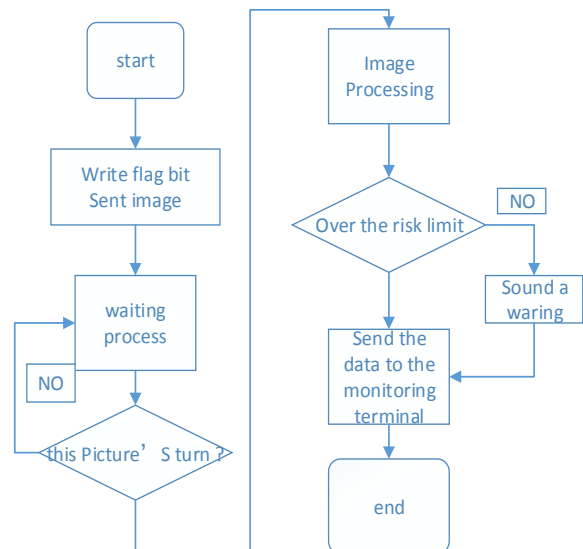 start
Write flag bit
Sent image
waiting
process
NO
this Picture’S turn ?
Image
Processing
Over the risk limit
NO
Sound a
waring
Send the
data to the
monitoring
terminal
end